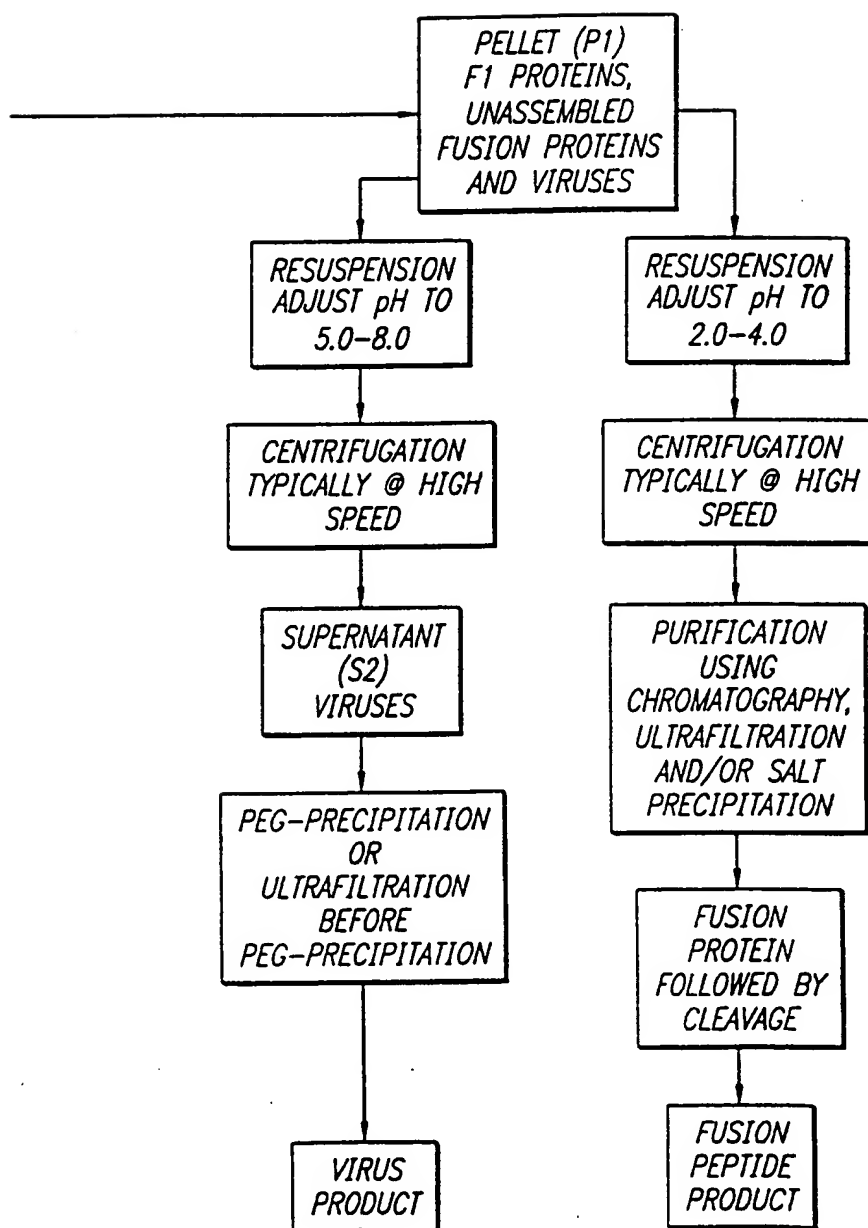 PELLET (P1)
F1 PROTEINS,
UNASSEMBLED
FUSION PROTEINS
AND VIRUSES
RESUSPENSION
ADJUST pH TO
5.0-8.0
CENTRIFUGATION
TYPICALLY @ HIGH
SPEED
SUPERNATANT
(S2)
VIRUSES
PEG-PRECIPITATION
OR
ULTRAFILTRATION
BEFORE
PEG-PRECIPITATION
VIRUS
PRODUCT
RESUSPENSION
ADJUST pH TO
2.0-4.0
CENTRIFUGATION
TYPICALLY @ HIGH
SPEED
PURIFICATION
USING
CHROMATOGRAPHY,
ULTRAFILTRATION
AND/OR SALT
PRECIPITATION
FUSION
PROTEIN
FOLLOWED BY
CLEAVAGE
FUSION
PEPTIDE
PRODUCT